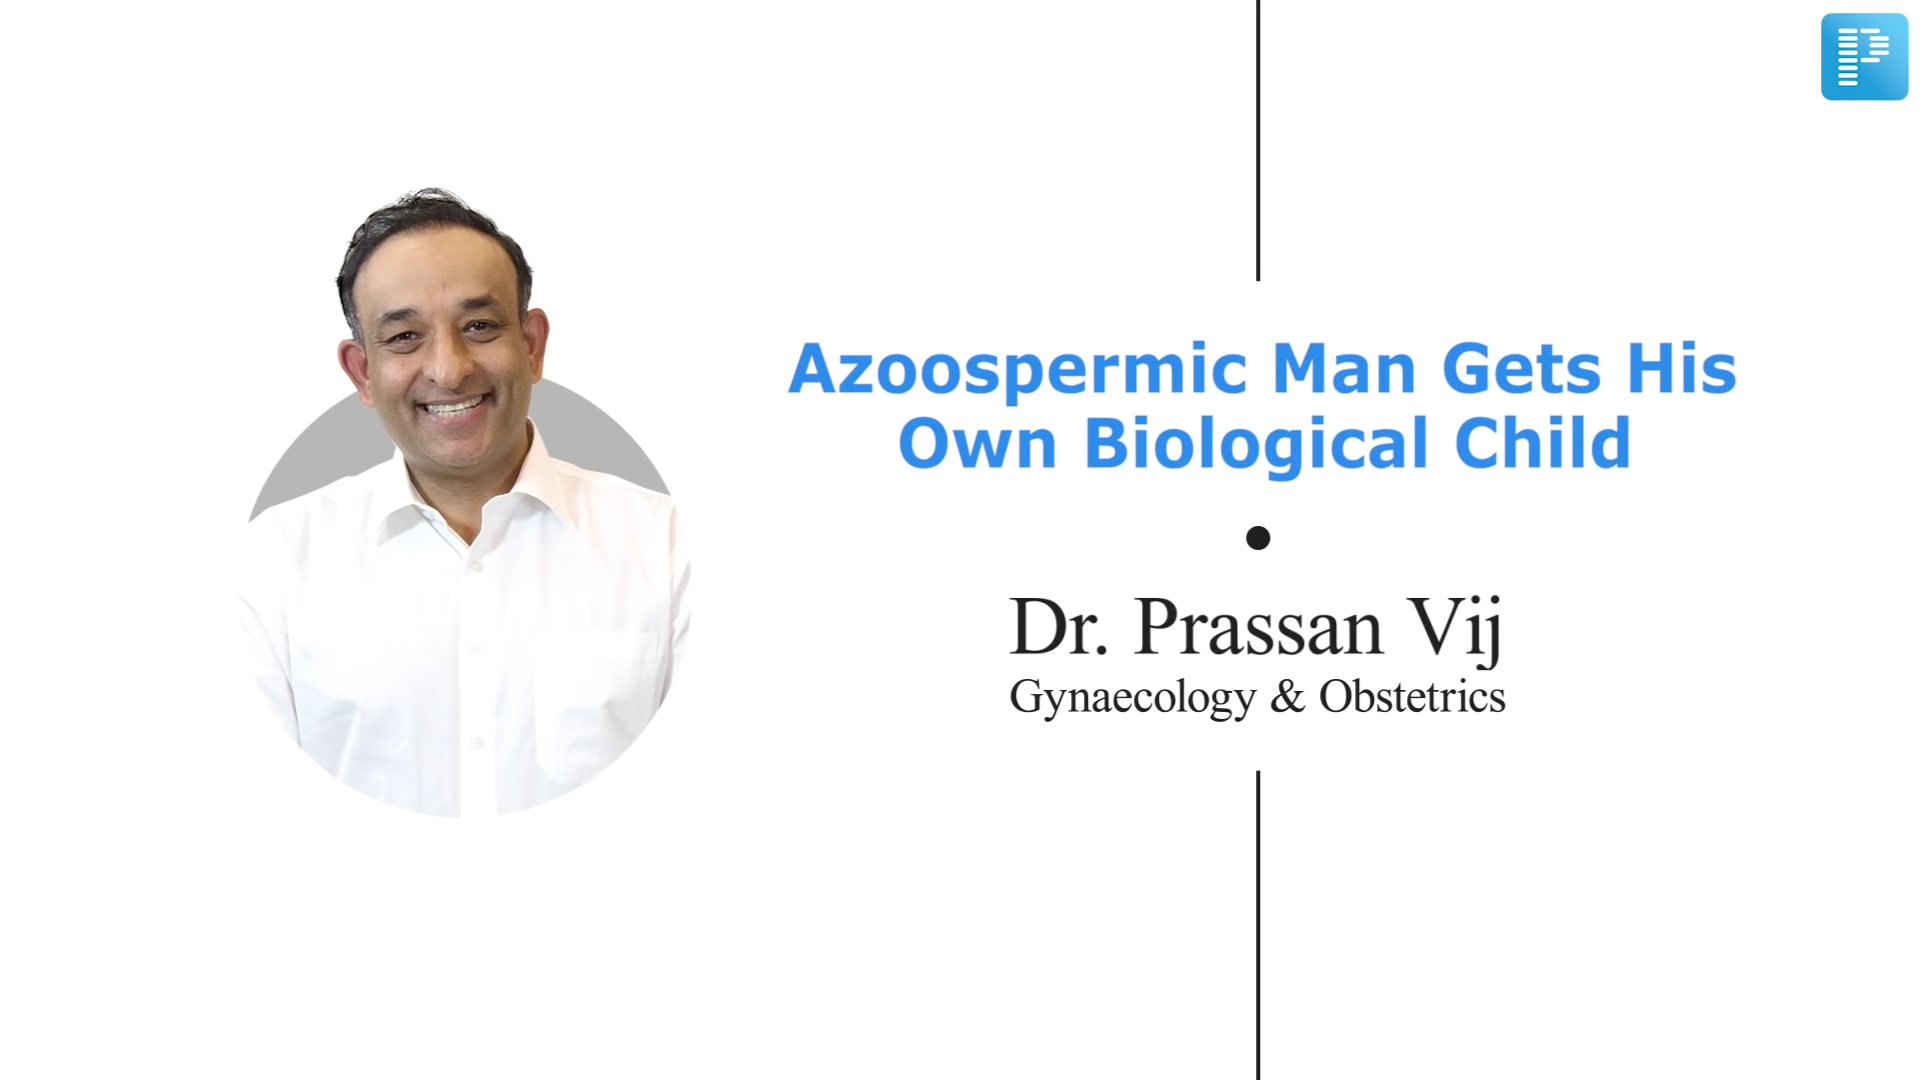 Azoospermic Man Gets His
Own Biological Child
Dr. Prassan Vij
Gynaecology & Obstetrics